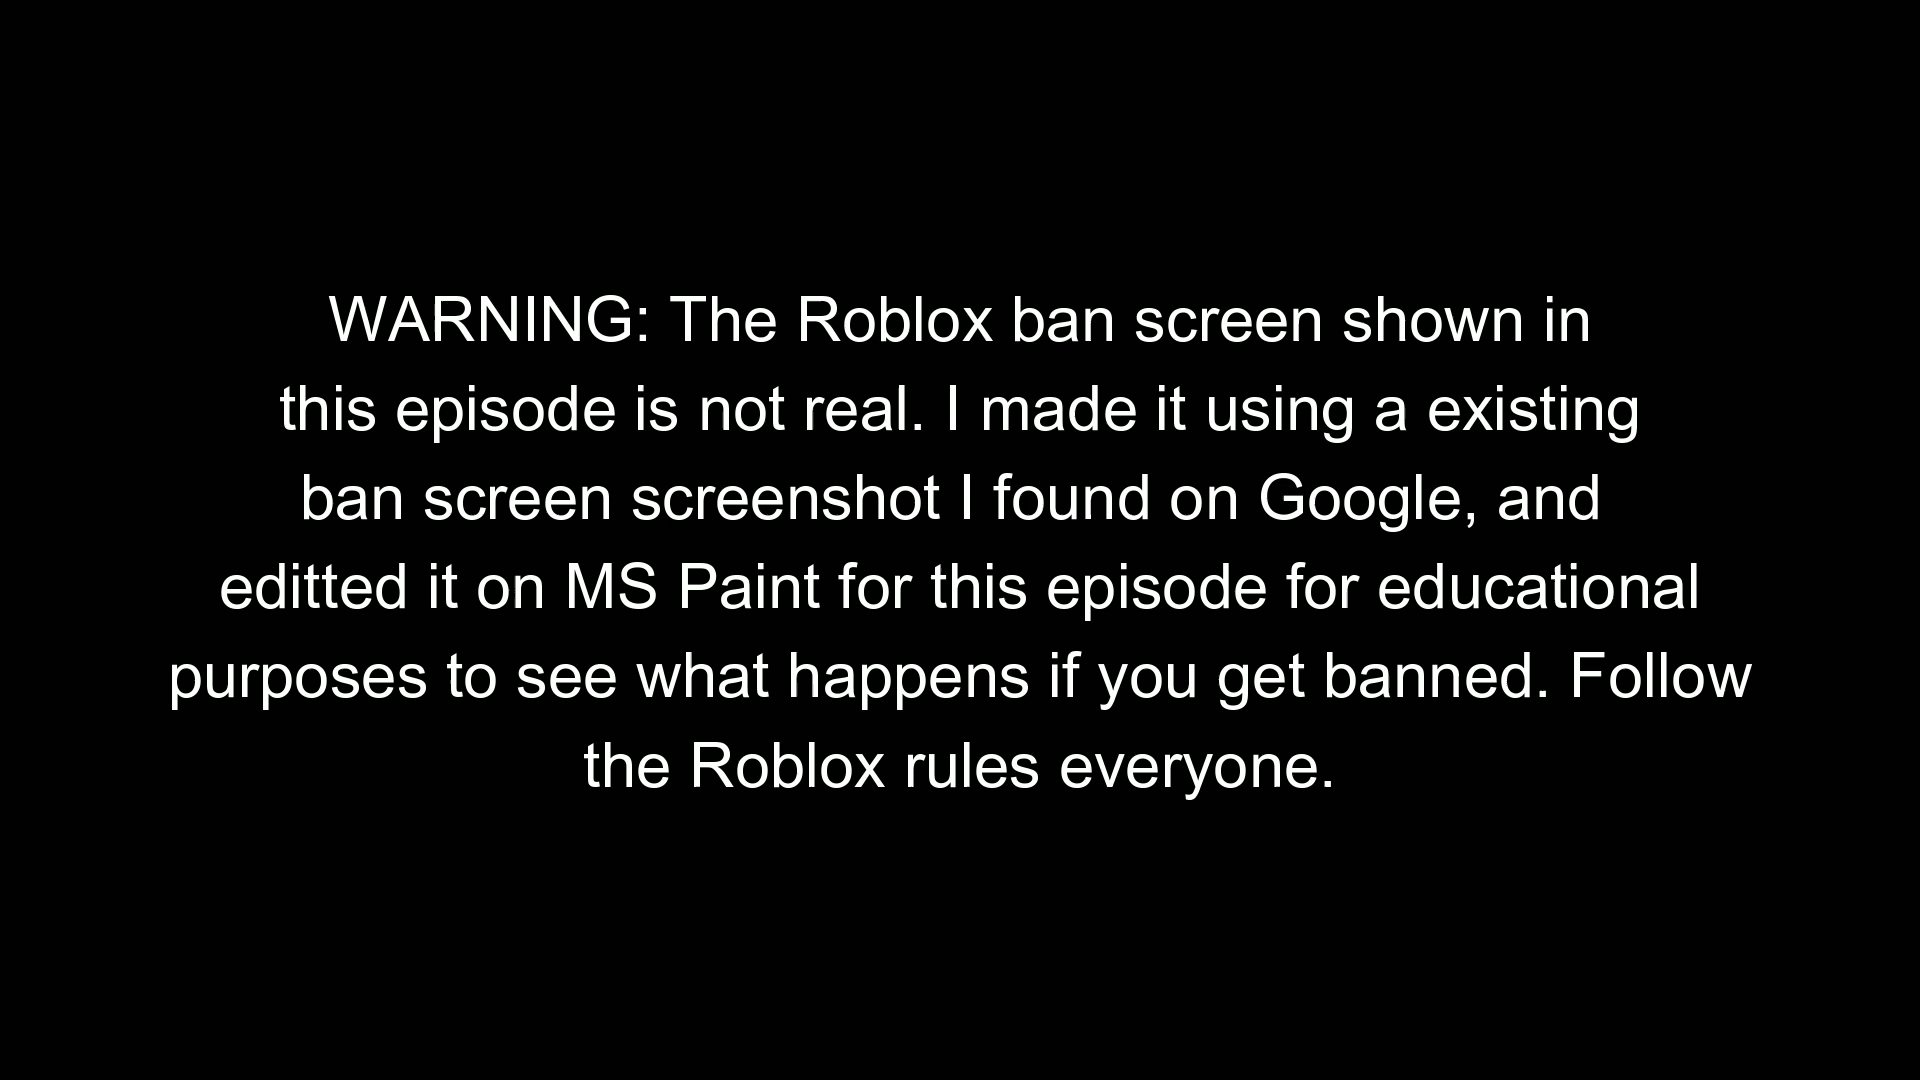 WARNING: The Roblox ban screen shown in
this episode is not real. I made it using a existing
ban screen screenshot I found on Google, and
editted it on MS Paint for this episode for educational
purposes to see what happens if you get banned. Follow
the Roblox rules everyone.